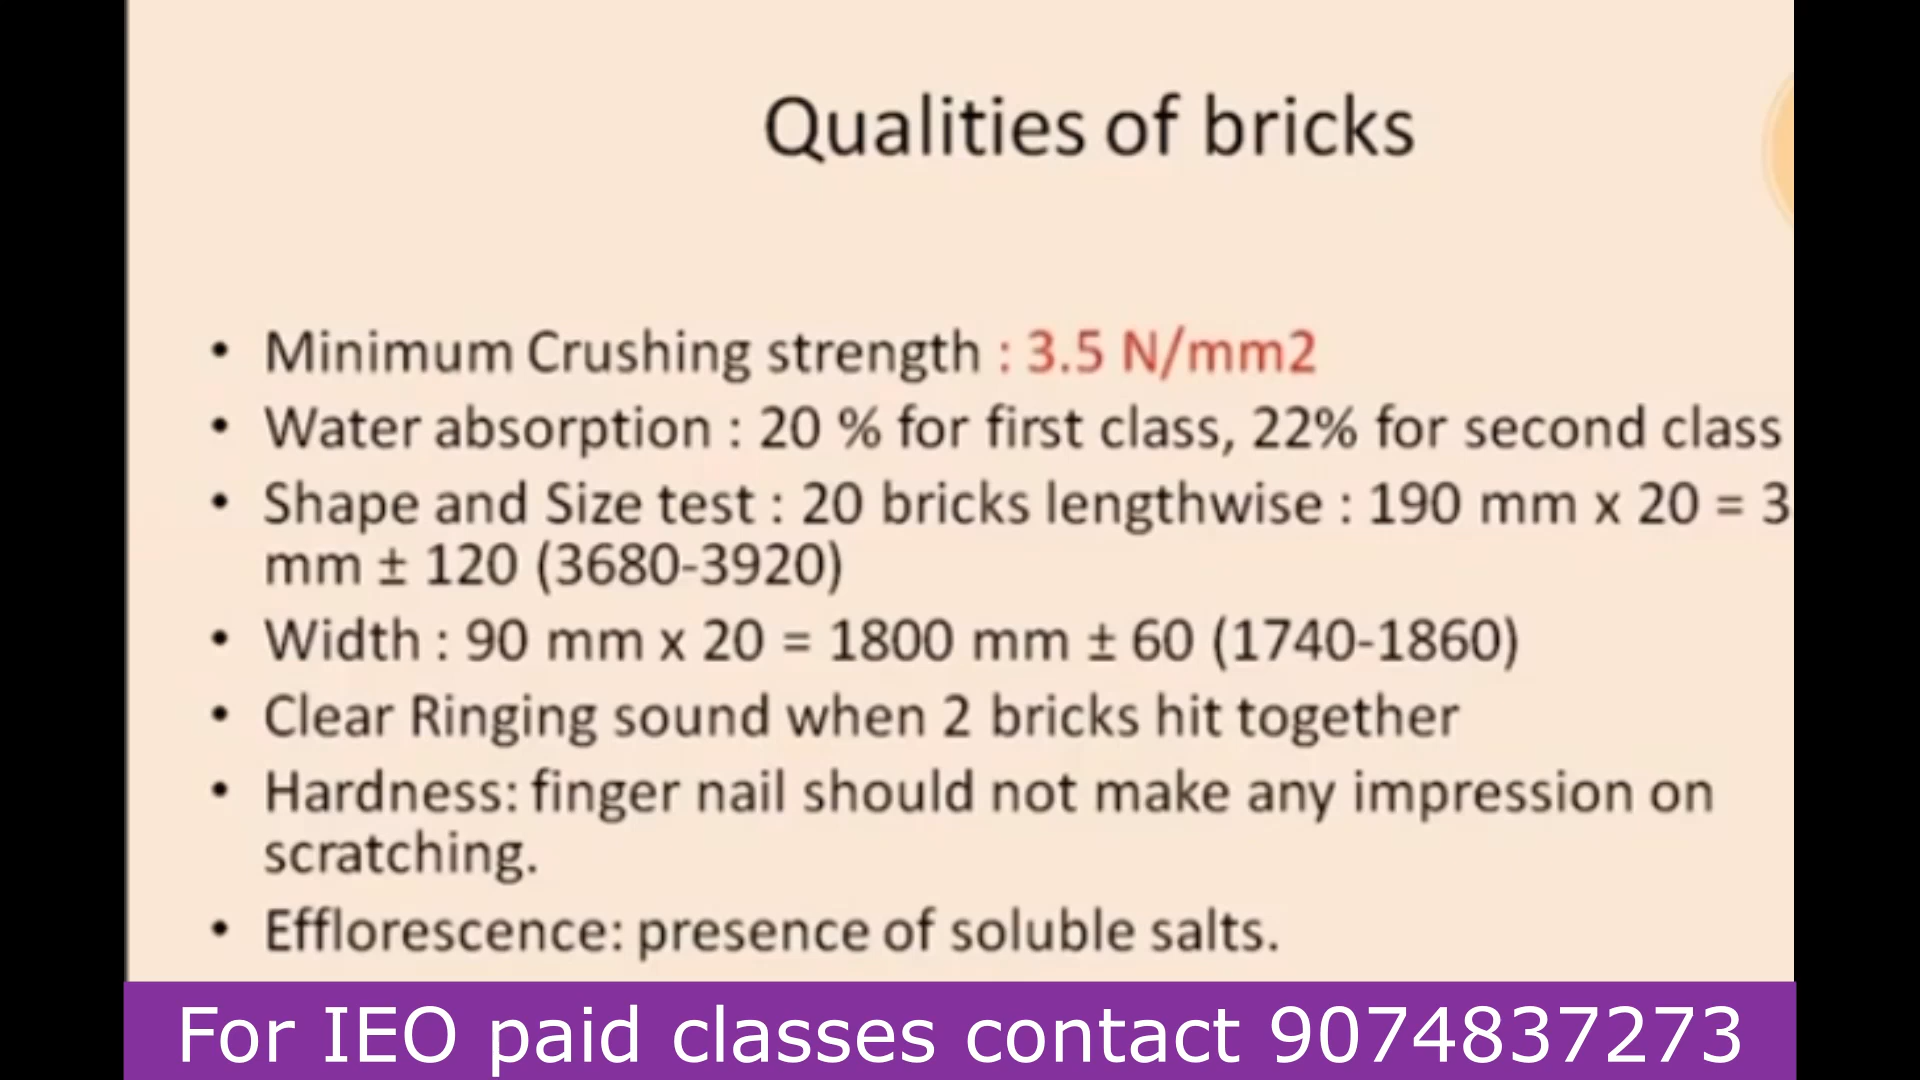 Qualities of bricks
• Minimum Crushing strength : 3.5 N/mm2
• Water absorption : 20 % for first class, 22% for second class
• Shape and Size test : 20 bricks lengthwise : 190 mm x 20 = 3
mm ± 120 (3680-3920)
• Width : 90 mm x 20 = 1800 mm ± 60 (1740-1860)
• Clear Ringing sound when 2 bricks hit together
• Hardness: finger nail should not make any impression on
scratching.
• Efflorescence: presence of soluble salts.
For IEO paid classes contact 9074837273